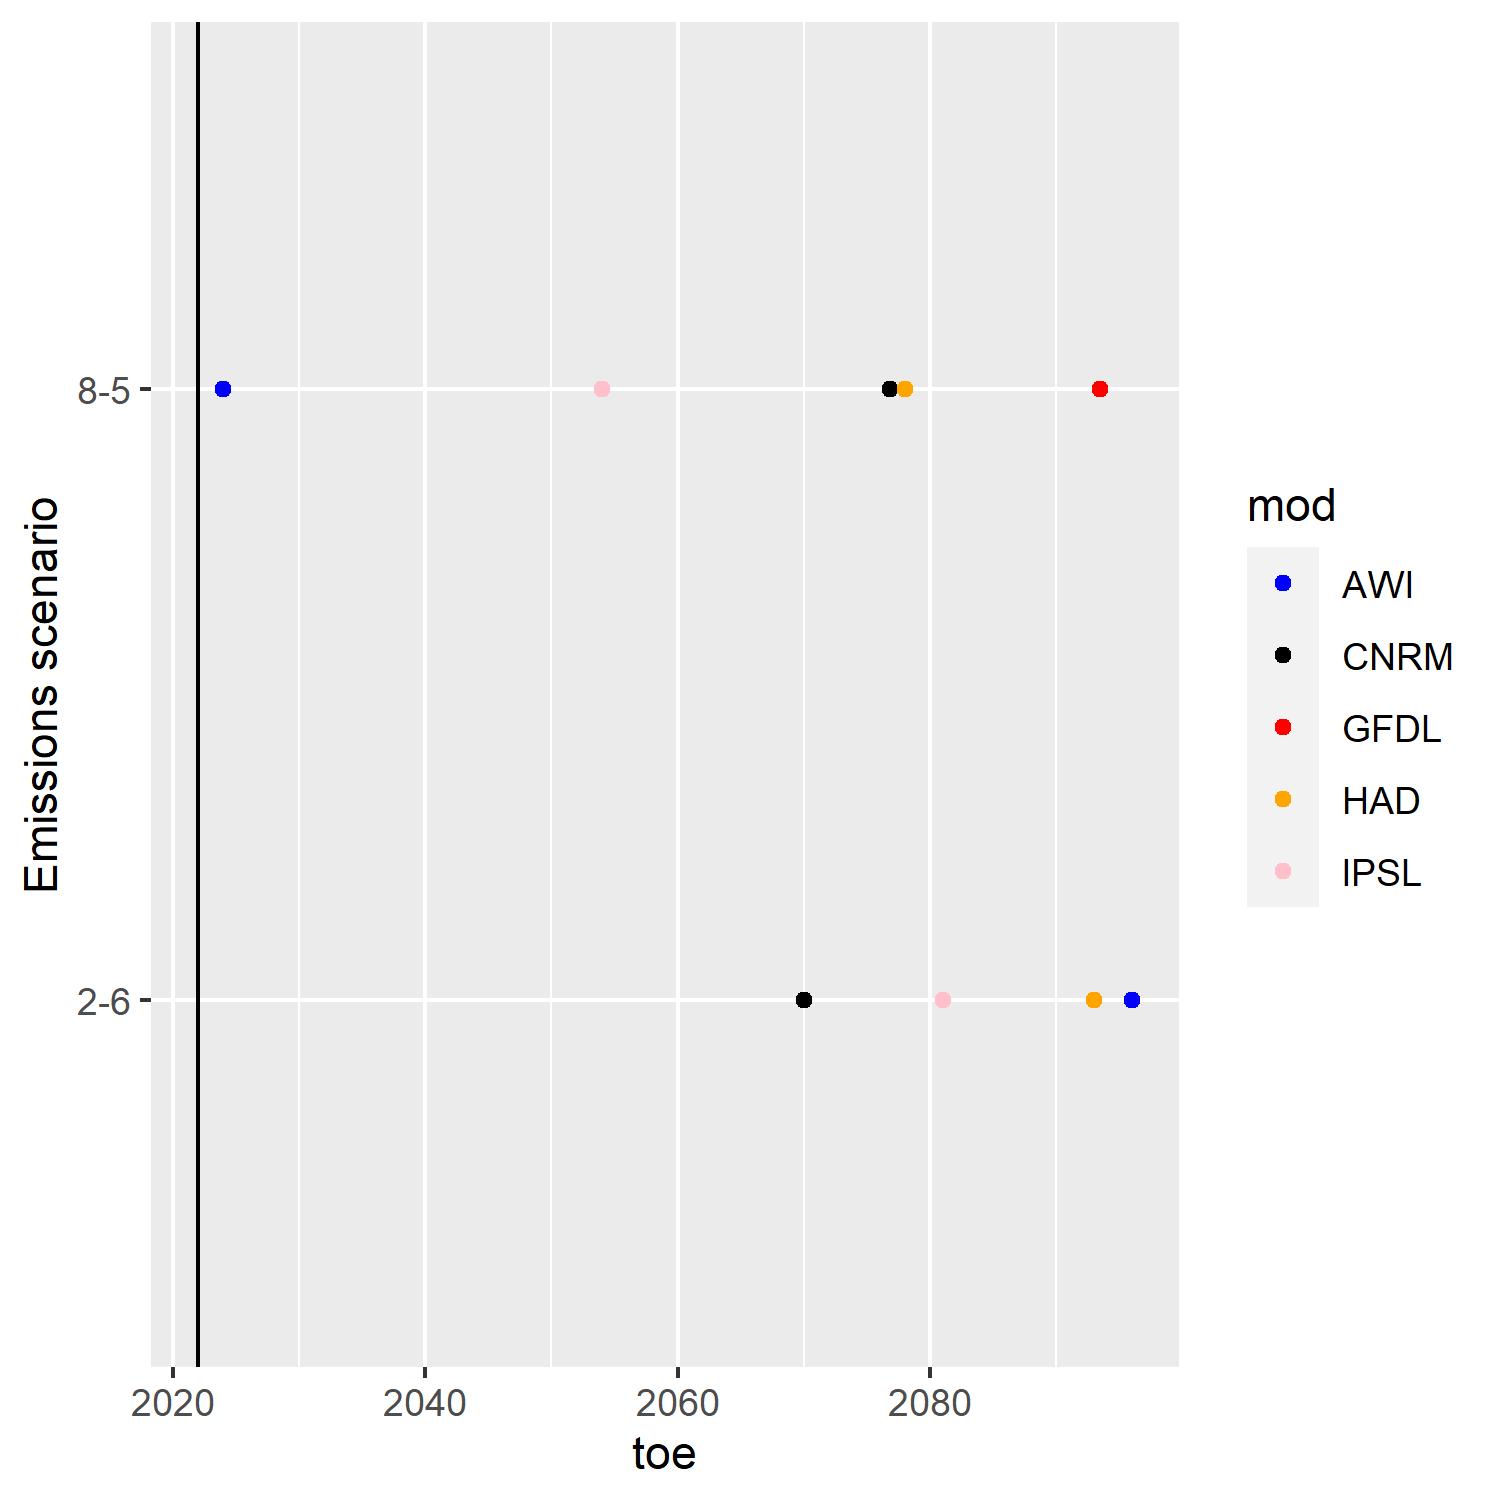 8-5
2-6
Emissions scenario
2020
2040
2060
2080
toe
mod
AWI
CNRM
GFDL
HAD
IPSL